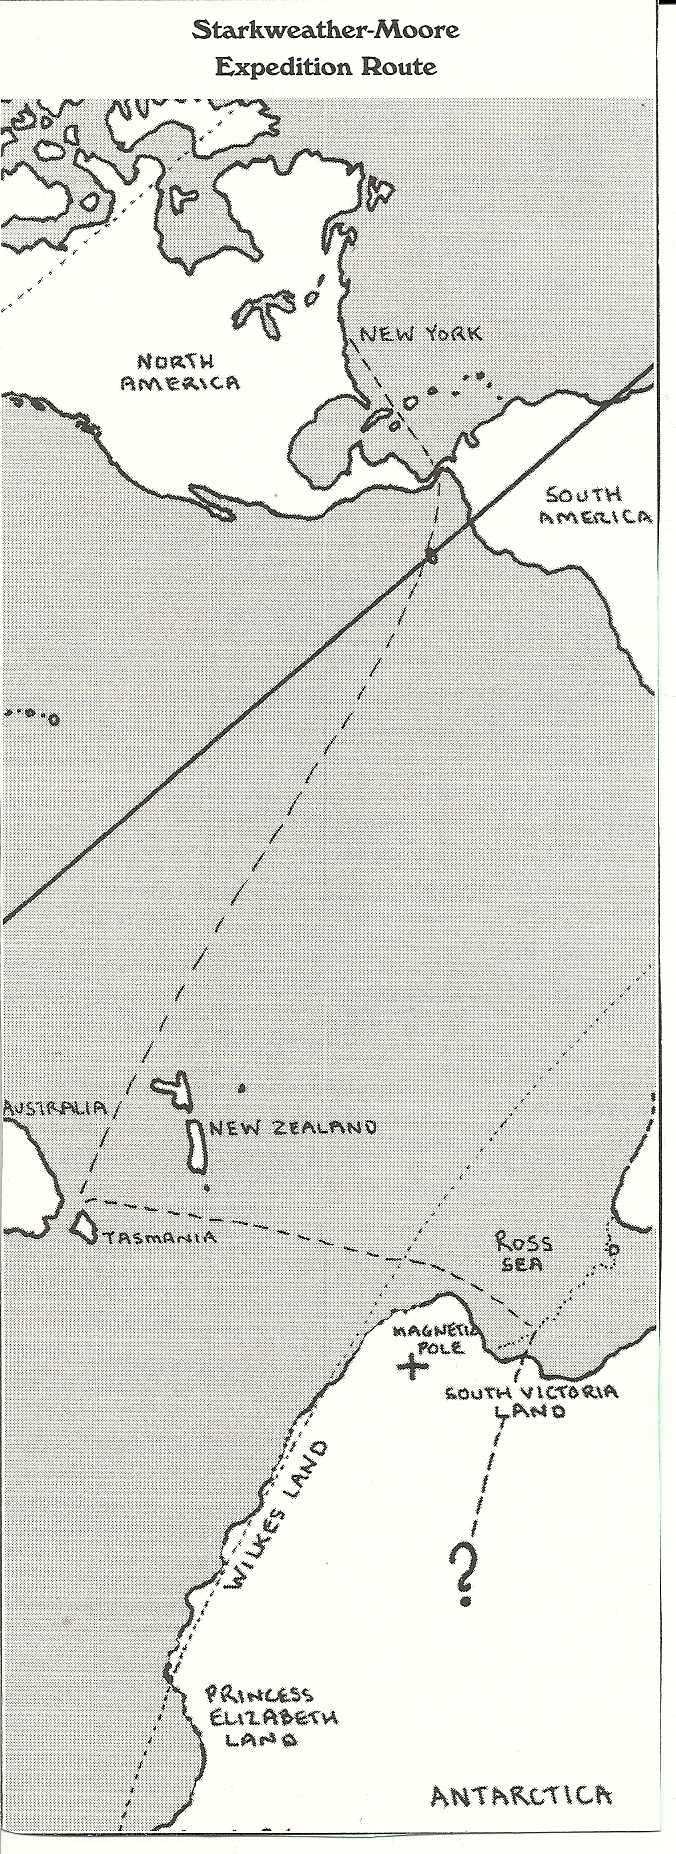 Starkweather-Moore
Expedition Route
NEW YORK
NORTH
AMERICA
SOUTH
AMERICA
AUSTRALIA
NEW ZEALAND
TASMANIA
ROSS
SEA
MAGNETIC
POLE
SOUTH VICTORIA
LAND
WILKES LAND
?
PRINCESS
ELIZABETH
LAND
ANTARCTICA